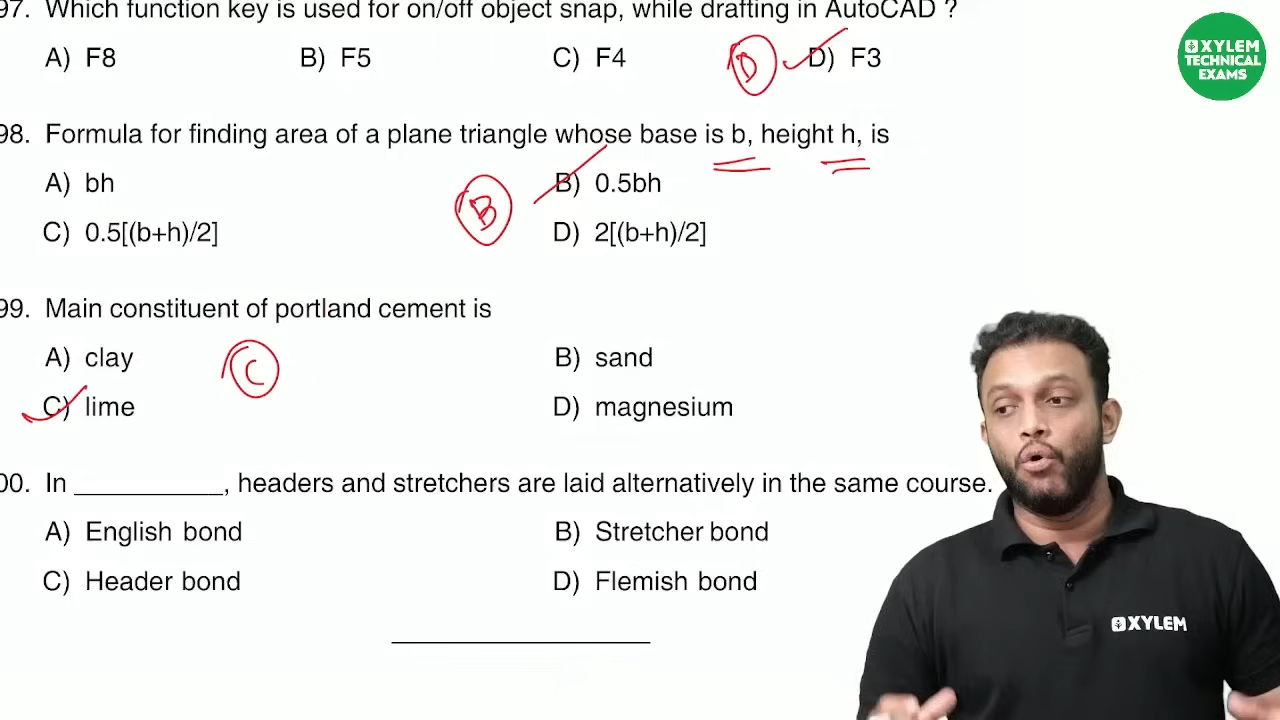 97. Which function key is used for on/off object snap, while drafting in AutoCAD ?
A) F8 B) F5 C) F4 D D) F3
XYLEM
TECHNICAL
EXAMS
98. Formula for finding area of a plane triangle whose base is b, height h, is
A) bh B) 0.5bh
B
C) 0.5[(b+h)/2] D) 2[(b+h)/2]
99. Main constituent of portland cement is
A) clay C B) sand
C) lime D) magnesium
00. In __________, headers and stretchers are laid alternatively in the same course.
A) English bond B) Stretcher bond
C) Header bond D) Flemish bond
XYLEM